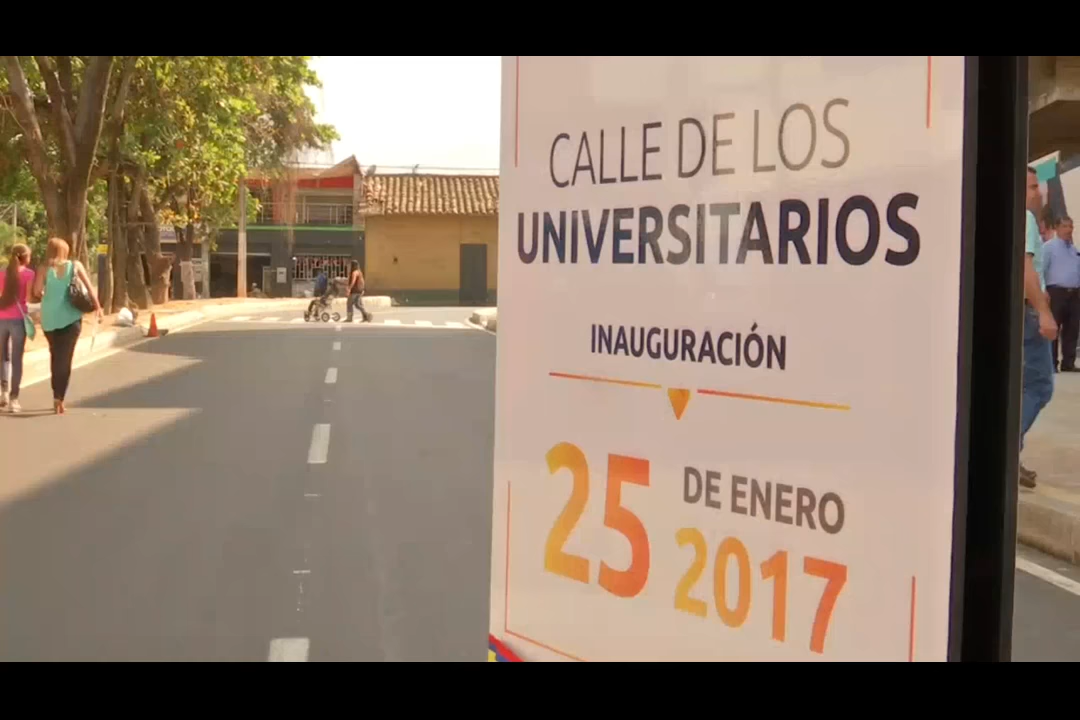 CALLE DE LOS
UNIVERSITARIOS
INAUGURACIÓN
25 DE ENERO
2017